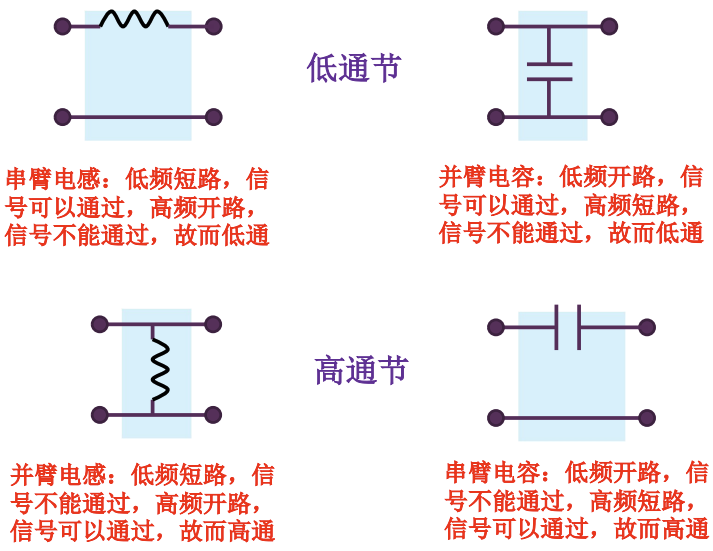 低通节
串臂电感：低频短路，信
号可以通过，高频开路，
信号不能通过，故而低通
并臂电容：低频开路，信
号可以通过，高频短路，
信号不能通过，故而低通
高通节
并臂电感：低频短路，信
号不能通过，高频开路，
信号可以通过，故而高通
串臂电容：低频开路，信
号不能通过，高频短路，
信号可以通过，故而高通